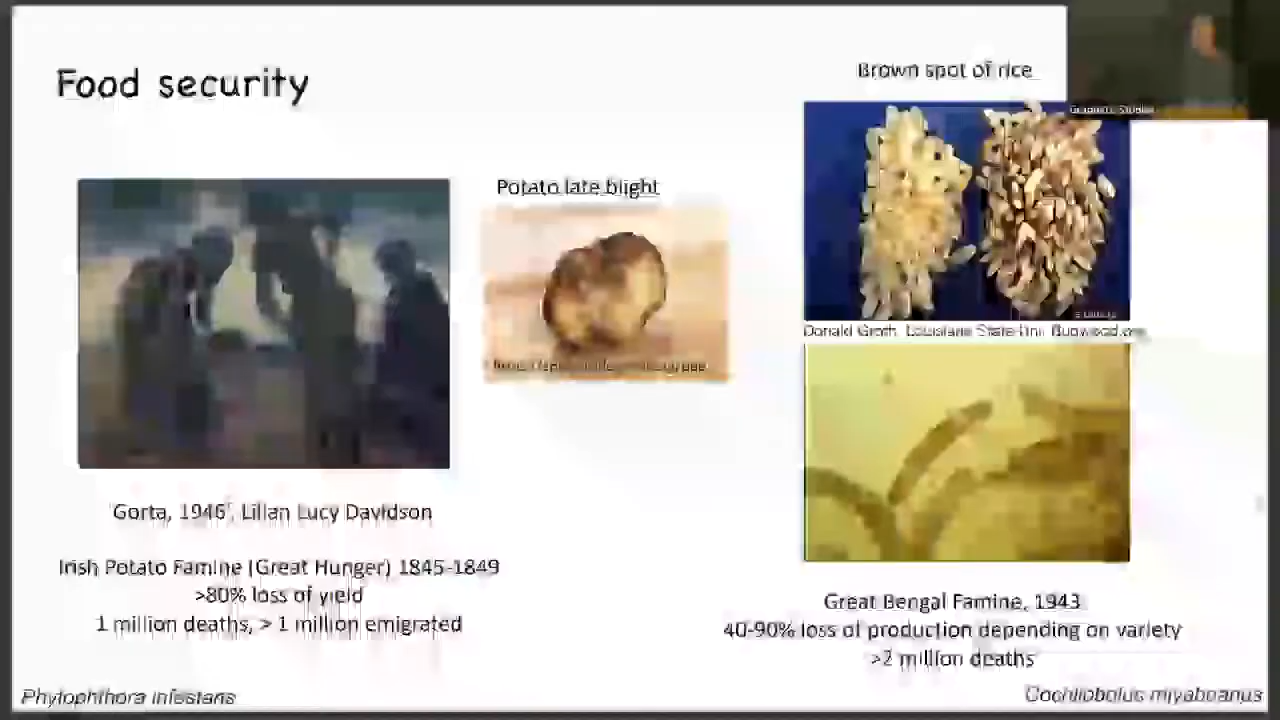 Food security
Brown spot of rice
Potato late blight
Donald Groth, Louisiana State Uni, Bugwood.org
Gorta, 1946', Lilian Lucy Davidson
Irish Potato Famine (Great Hunger) 1845-1849
>80% loss of yield
1 million deaths, > 1 million emigrated
Great Bengal Famine, 1943
40-90% loss of production depending on variety
>2 million deaths
Phytophthora infestans
Cochliobolus miyabeanus